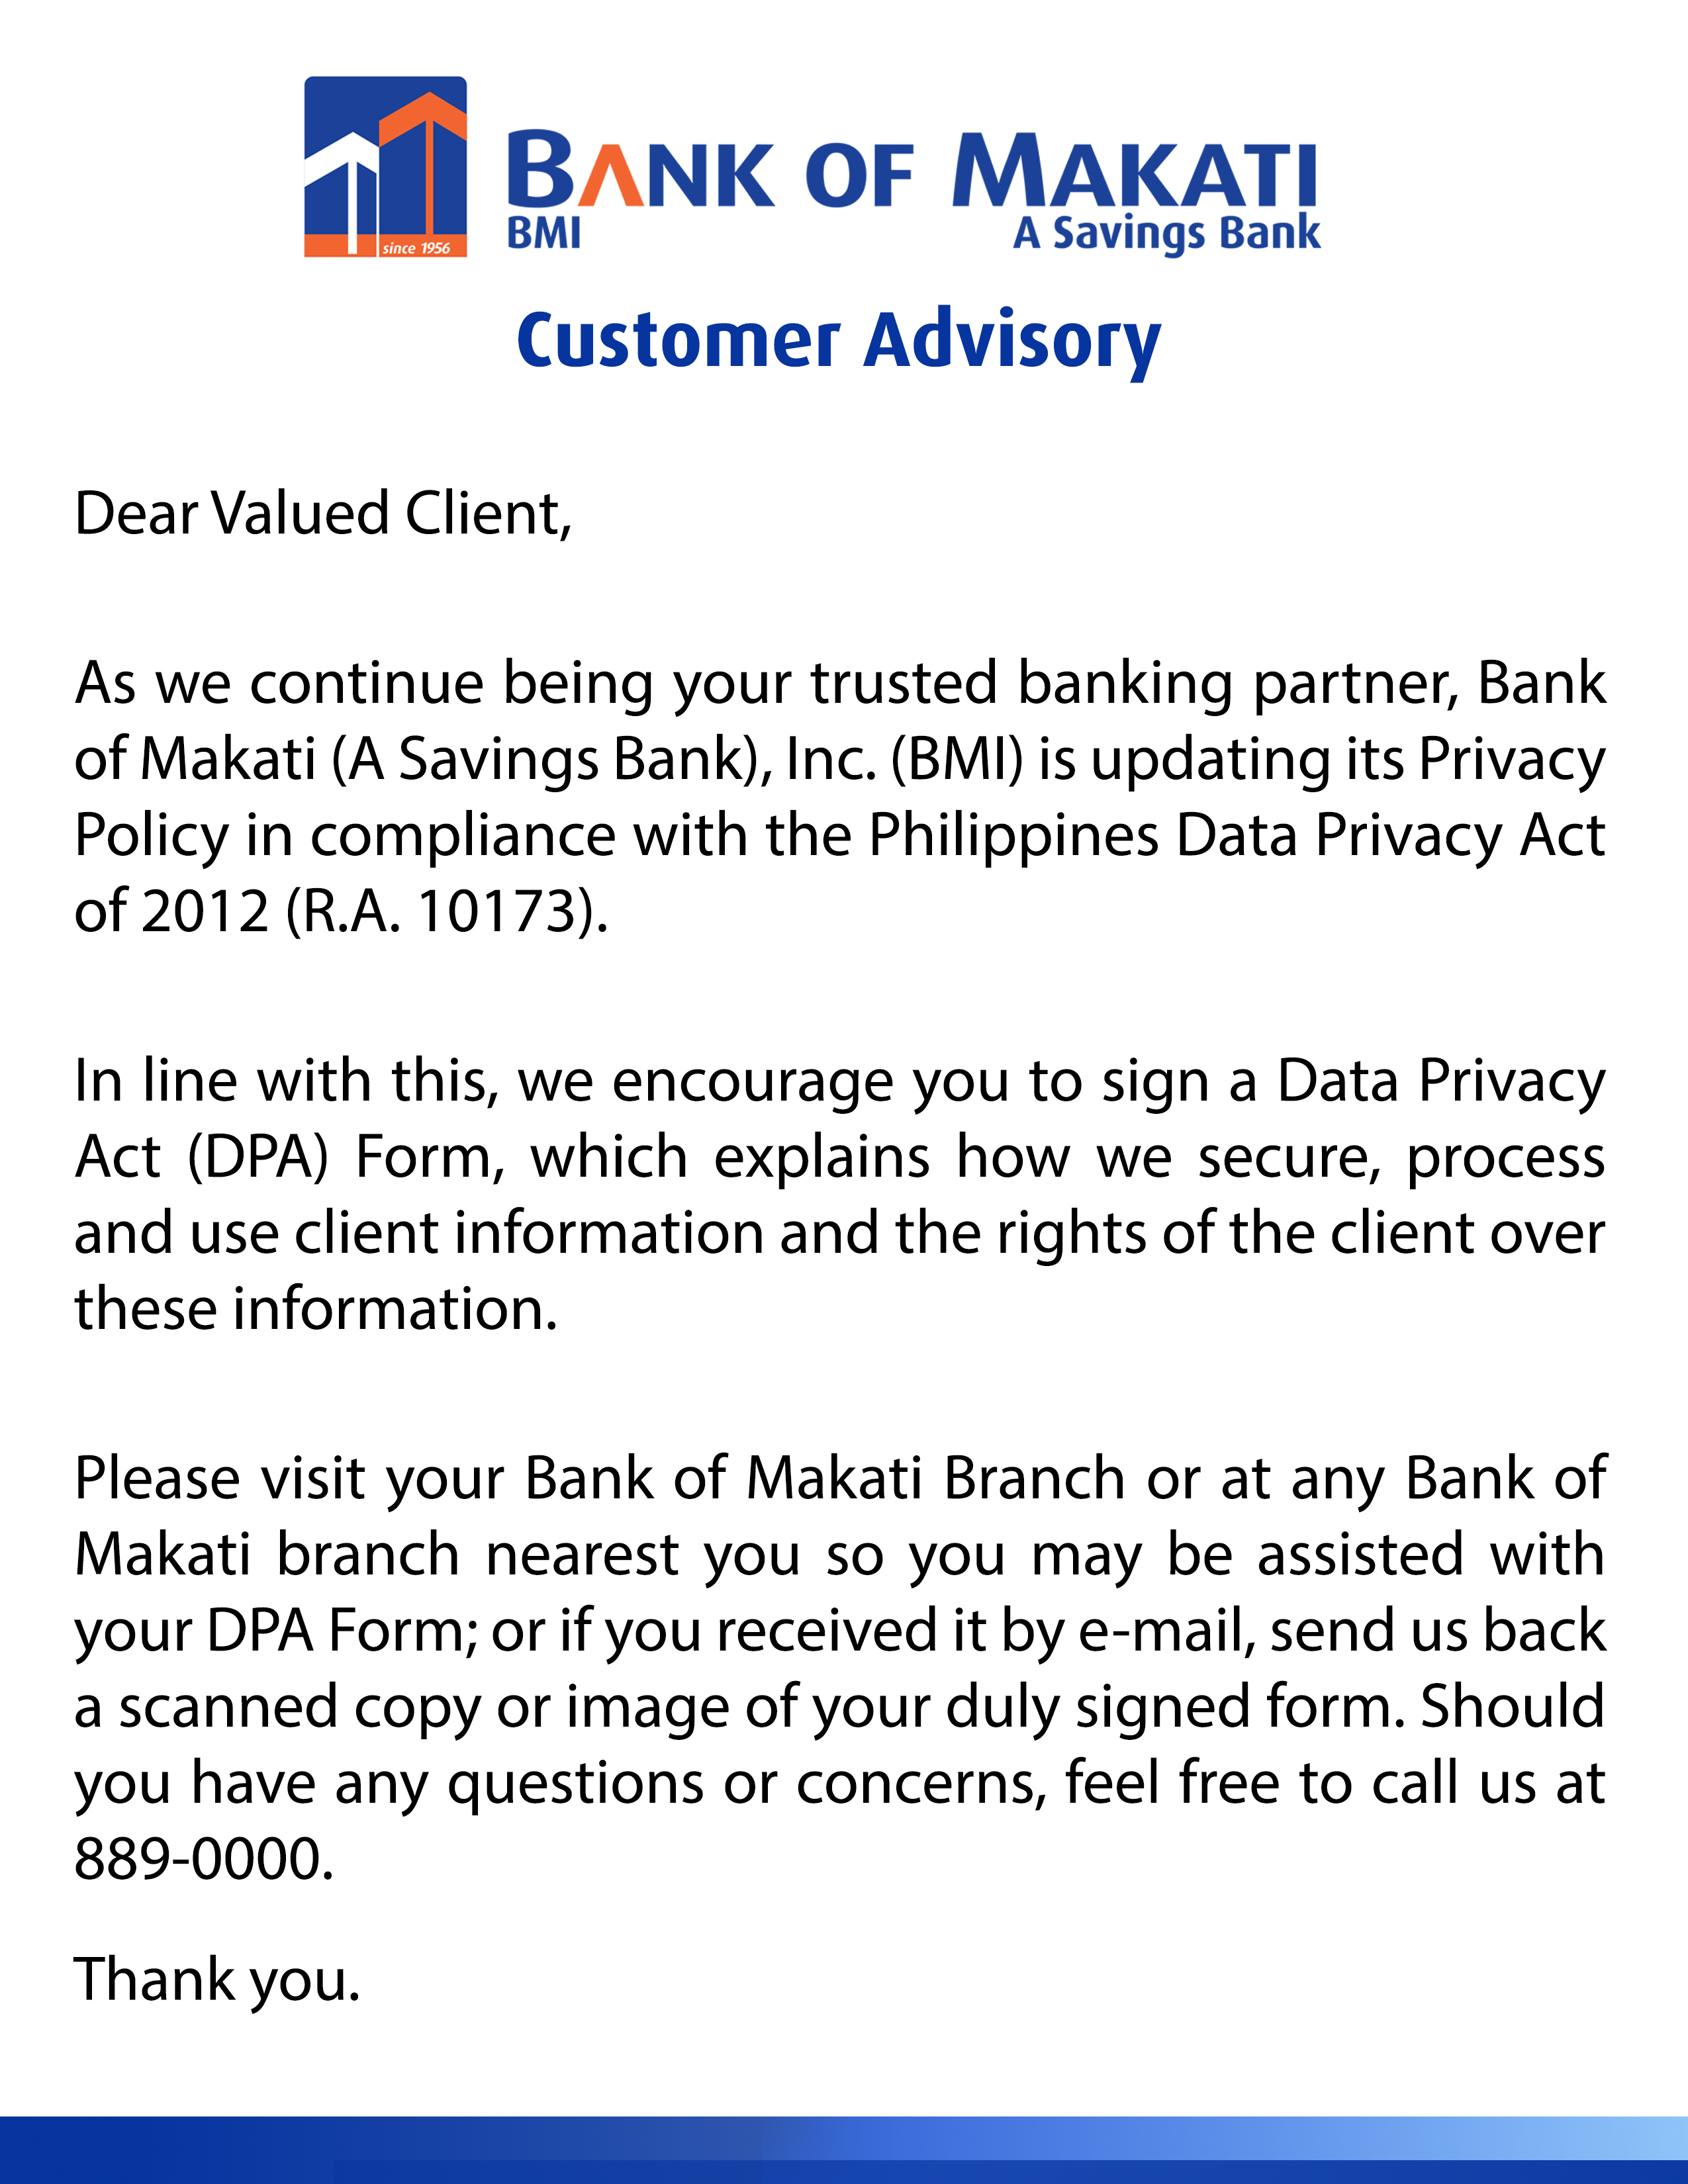 since 1956
BANK OF MAKATI
BMI
A Savings Bank
Customer Advisory
Dear Valued Client,
As we continue being your trusted banking partner, Bank
of Makati (A Savings Bank), Inc. (BMI) is updating its Privacy
Policy in compliance with the Philippines Data Privacy Act
of 2012 (R.A. 10173).
In line with this, we encourage you to sign a Data Privacy
Act (DPA) Form, which explains how we secure, process
and use client information and the rights of the client over
these information.
Please visit your Bank of Makati Branch or at any Bank of
Makati branch nearest you so you may be assisted with
your DPA Form; or if you received it by e-mail, send us back
a scanned copy or image of your duly signed form. Should
you have any questions or concerns, feel free to call us at
889-0000.
Thank you.